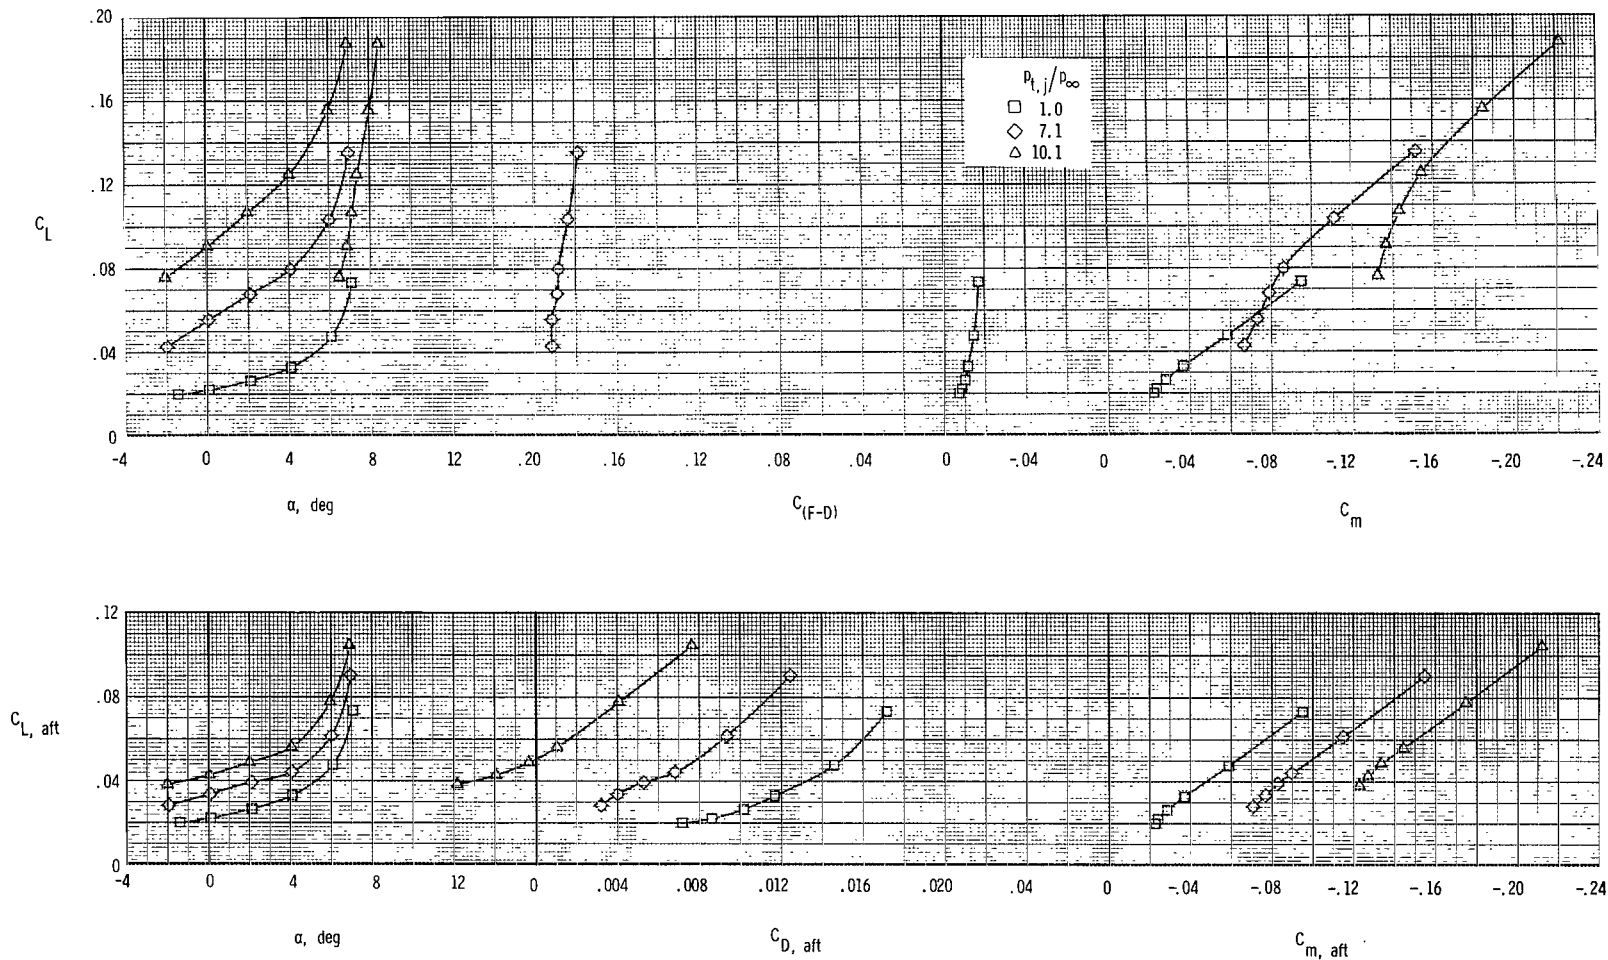 .20
.16
.12
.08
.04
0
C_L
p_t,j/p_∞
□ 1.0
◇ 7.1
△ 10.1
-4 0 4 8 12 .20 .16 .12 .08 .04 0 -.04 0 -.04 -.08 -.12 -.16 -.20 -.24
α, deg C_(F-D) C_m
.12
.08
.04
0
C_L, aft
-4 0 4 8 12 0 .004 .008 .012 .016 .020 .04 0 -.04 -.08 -.12 -.16 -.20 -.24
α, deg C_D, aft C_m, aft